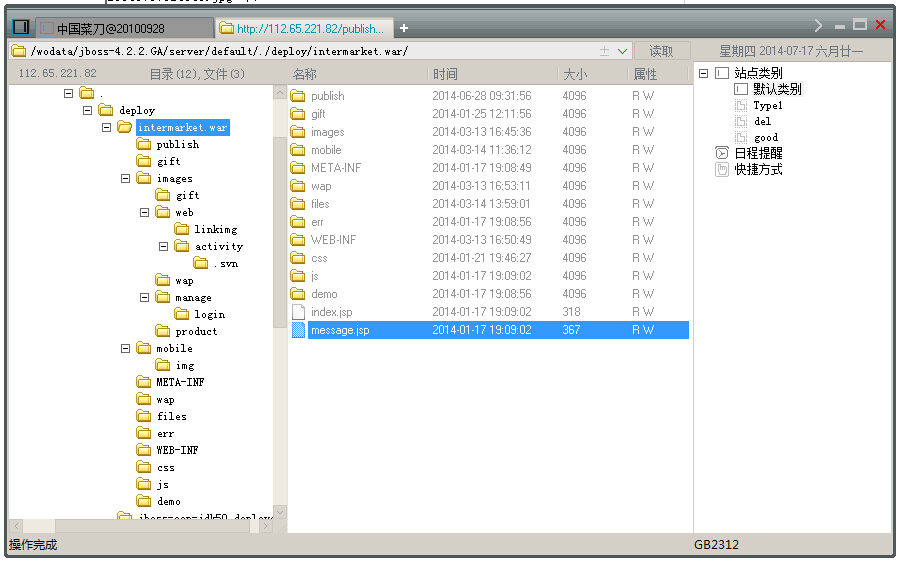 中国菜刀@20100928
http://112.65.221.82/publish...
/wodata/jboss-4.2.2.GA/server/default/./deploy/intermarket.war/
读取
星期四 2014-07-17 六月廿一
112.65.221.82 目录(12),文件(3)
名称 时间 大小 属性
.
deploy
intermarket.war
publish
gift
images
gift
web
linkimg
activity
.svn
wap
manage
login
product
mobile
img
META-INF
wap
files
err
WEB-INF
css
js
demo
publish 2014-06-28 09:31:56 4096 R W
gift 2014-01-25 12:11:56 4096 R W
images 2014-03-13 16:45:36 4096 R W
mobile 2014-03-14 11:36:12 4096 R W
META-INF 2014-01-17 19:08:49 4096 R W
wap 2014-03-13 16:53:11 4096 R W
files 2014-03-14 13:59:01 4096 R W
err 2014-01-17 19:08:56 4096 R W
WEB-INF 2014-03-13 16:50:49 4096 R W
css 2014-01-21 19:46:27 4096 R W
js 2014-01-17 19:09:02 4096 R W
demo 2014-01-17 19:08:56 4096 R W
index.jsp 2014-01-17 19:09:02 318 R W
message.jsp 2014-01-17 19:09:02 367 R W
站点类别
默认类别
Type1
del
good
日程提醒
快捷方式
操作完成
GB2312